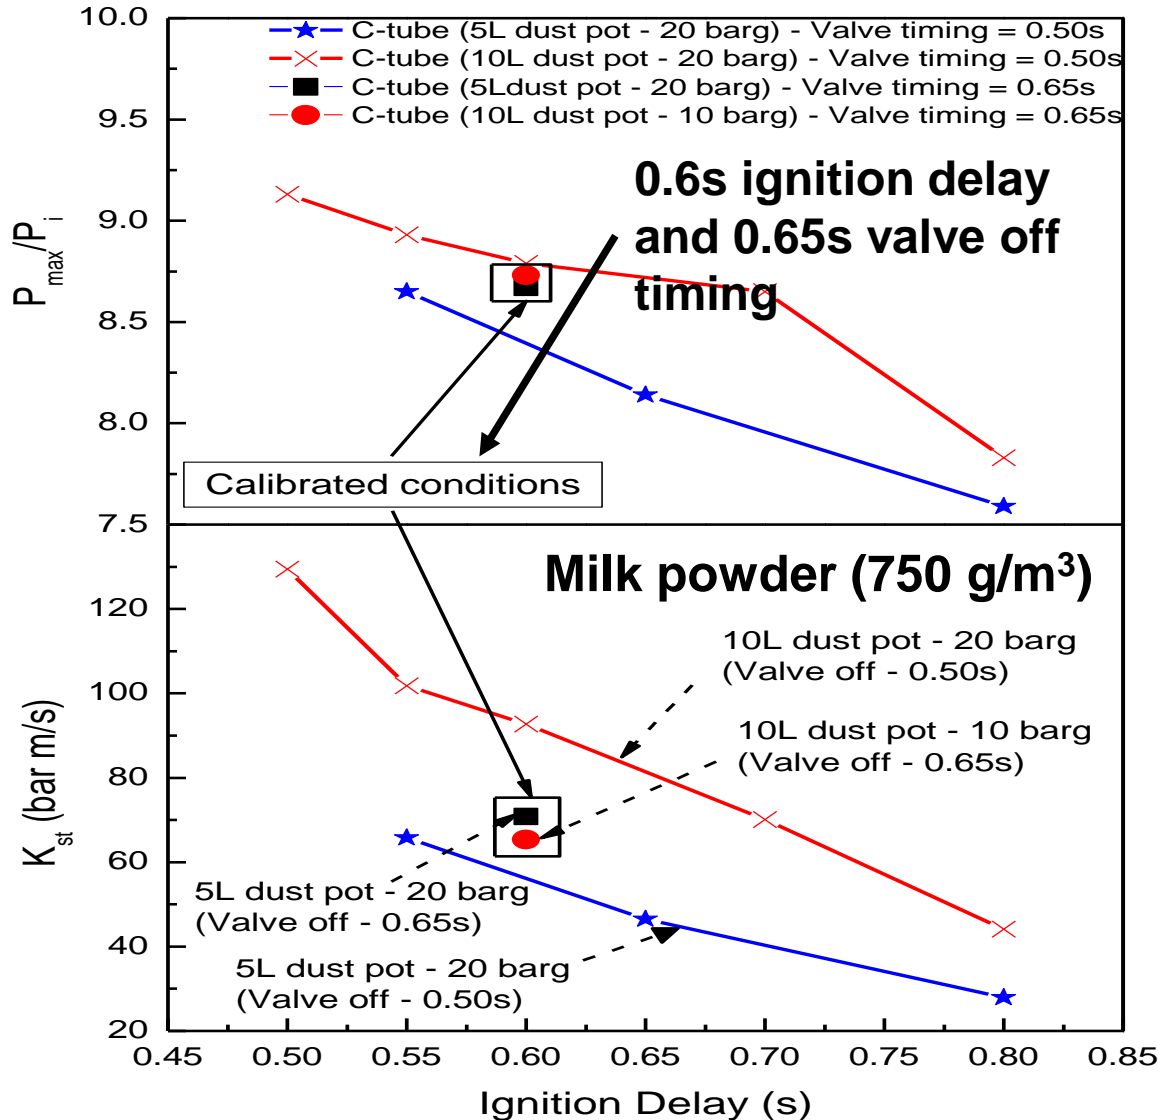 C-tube (5L dust pot - 20 barg) - Valve timing = 0.50s
C-tube (10L dust pot - 20 barg) - Valve timing = 0.50s
C-tube (5Ldust pot - 20 barg) - Valve timing = 0.65s
C-tube (10L dust pot - 10 barg) - Valve timing = 0.65s
0.6s ignition delay
and 0.65s valve off
timing
10.0
9.5
9.0
8.5
8.0
7.5
P_max/P_i
Calibrated conditions
Milk powder (750 g/m³)
10L dust pot - 20 barg
(Valve off - 0.50s)
10L dust pot - 10 barg
(Valve off - 0.65s)
5L dust pot - 20 barg
(Valve off - 0.65s)
5L dust pot - 20 barg
(Valve off - 0.50s)
120
100
80
60
40
20
K_st (bar m/s)
0.45 0.50 0.55 0.60 0.65 0.70 0.75 0.80 0.85
Ignition Delay (s)